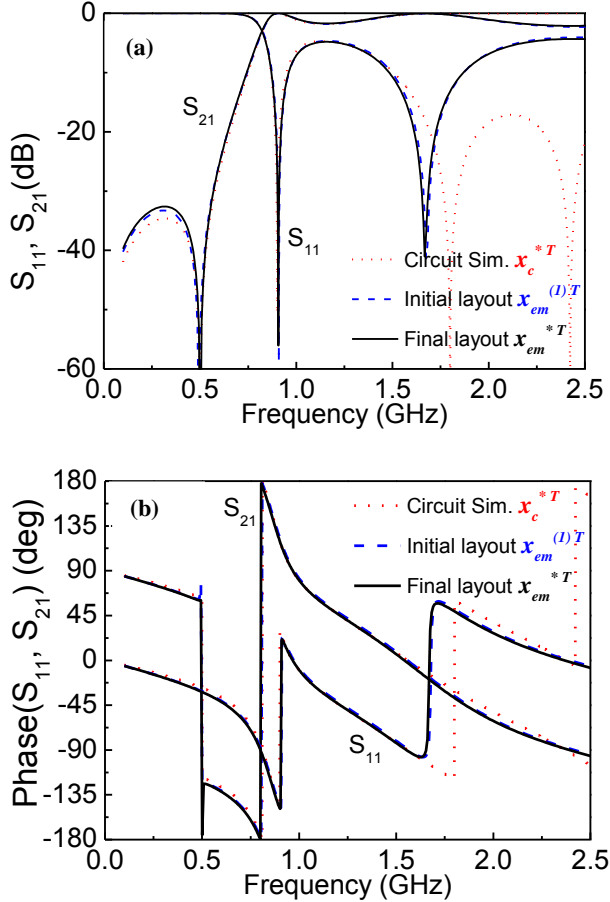 0
(a)
S21
-20
S11, S21(dB)
-40
S11
Circuit Sim. xc*T
Initial layout xem(1)T
Final layout xem*T
-60
0.0 0.5 1.0 1.5 2.0 2.5
Frequency (GHz)
180
(b)
S21
Circuit Sim. xc*T
135
Initial layout xem(1)T
90
Final layout xem*T
45
Phase(S11, S21) (deg)
0
-45
-90
S11
-135
-180
0.0 0.5 1.0 1.5 2.0 2.5
Frequency (GHz)